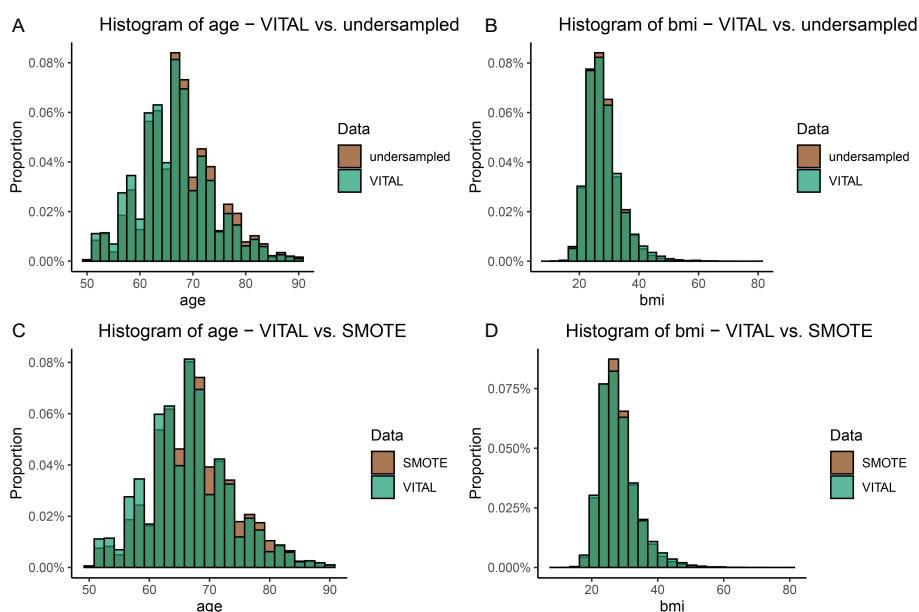 A
Histogram of age − VITAL vs. undersampled
0.08%
0.06%
0.04%
0.02%
0.00%
Proportion
50 60 70 80 90
age
Data
undersampled
VITAL
B
Histogram of bmi − VITAL vs. undersampled
0.08%
0.06%
0.04%
0.02%
0.00%
Proportion
20 40 60 80
bmi
Data
undersampled
VITAL
C
Histogram of age − VITAL vs. SMOTE
0.08%
0.06%
0.04%
0.02%
0.00%
Proportion
50 60 70 80 90
age
Data
SMOTE
VITAL
D
Histogram of bmi − VITAL vs. SMOTE
0.075%
0.050%
0.025%
0.000%
Proportion
20 40 60 80
bmi
Data
SMOTE
VITAL